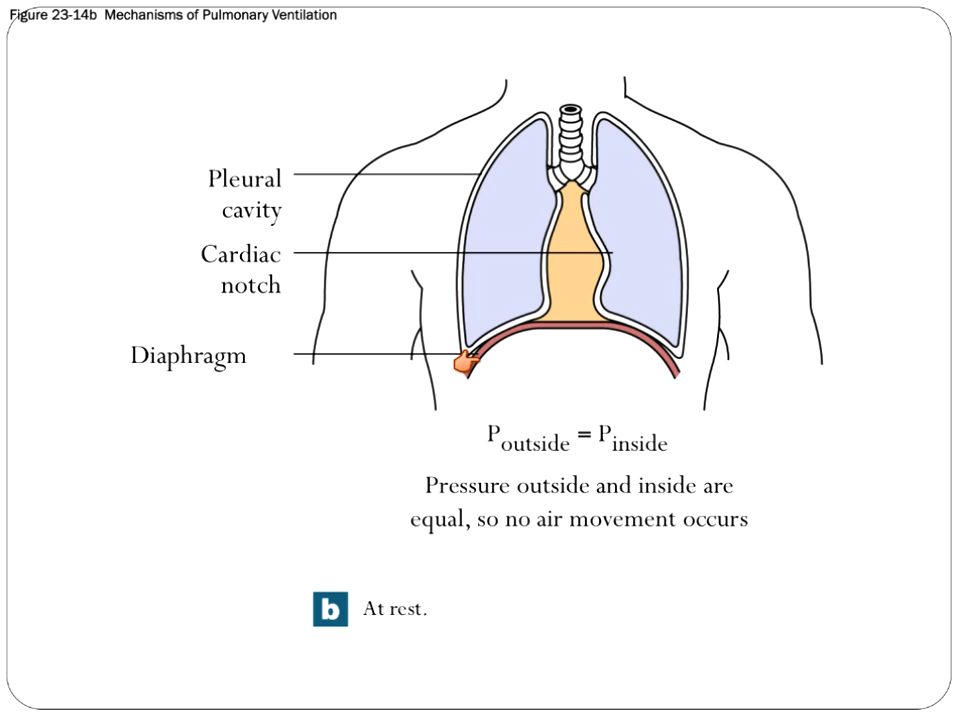 Figure 23-14b Mechanisms of Pulmonary Ventilation
Pleural
cavity
Cardiac
notch
Diaphragm
Poutside = Pinside
Pressure outside and inside are
equal, so no air movement occurs
b At rest.